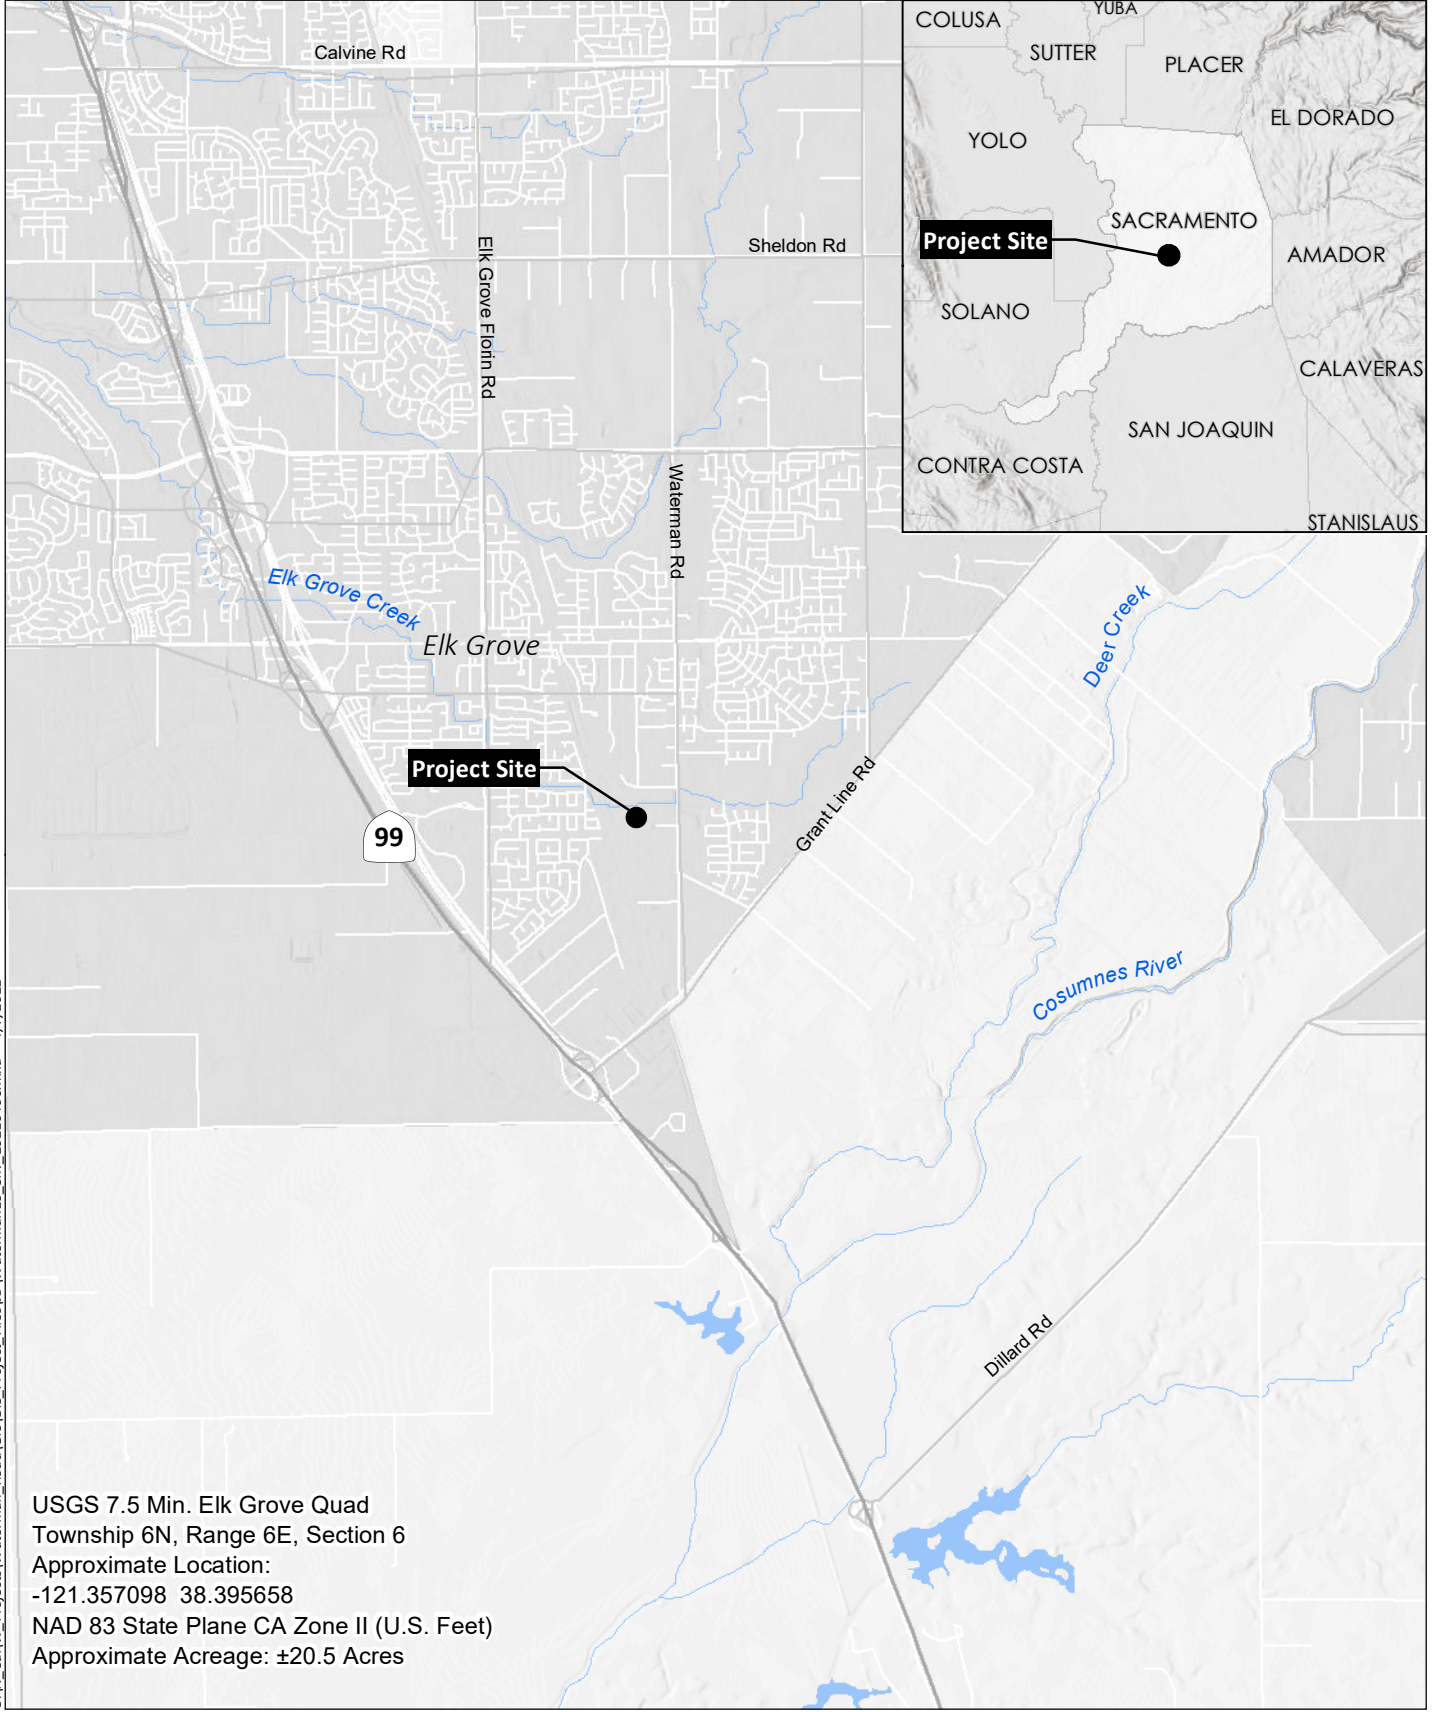 Calvine Rd
Sheldon Rd
Elk Grove Florin Rd
Waterman Rd
Elk Grove Creek
Elk Grove
Project Site
99
Grant Line Rd
Deer Creek
Cosumnes River
Dillard Rd
COLUSA
YUBA
SUTTER
PLACER
EL DORADO
YOLO
SACRAMENTO
Project Site
AMADOR
SOLANO
CALAVERAS
SAN JOAQUIN
CONTRA COSTA
STANISLAUS
USGS 7.5 Min. Elk Grove Quad
Township 6N, Range 6E, Section 6
Approximate Location:
-121.357098 38.395658
NAD 83 State Plane CA Zone II (U.S. Feet)
Approximate Acreage: ±20.5 Acres